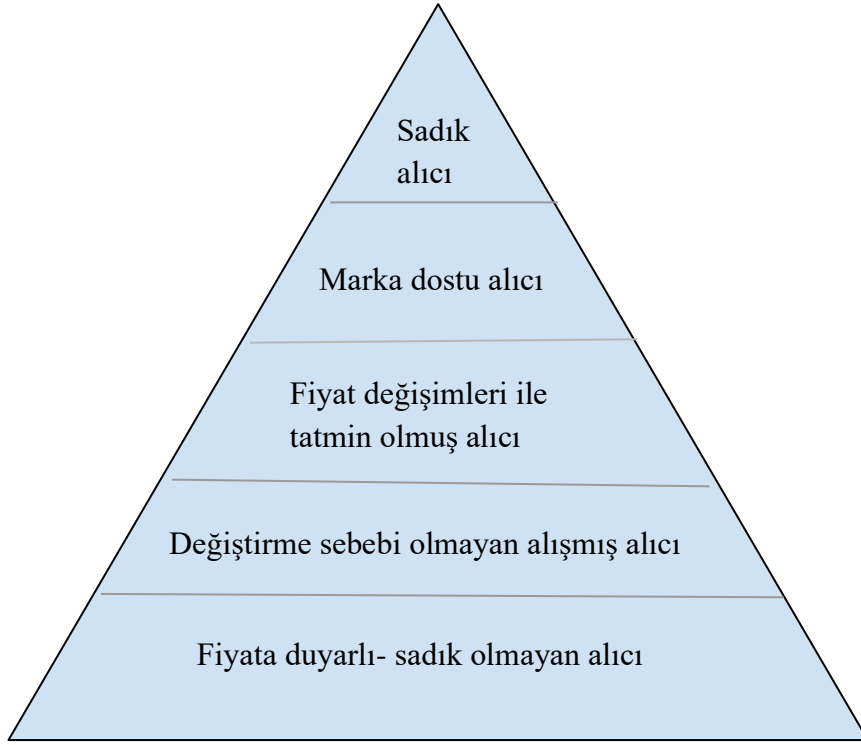 Sadık
alıcı
Marka dostu alıcı
Fiyat değişimleri ile
tatmin olmuş alıcı
Değiştirme sebebi olmayan alışmış alıcı
Fiyata duyarlı- sadık olmayan alıcı